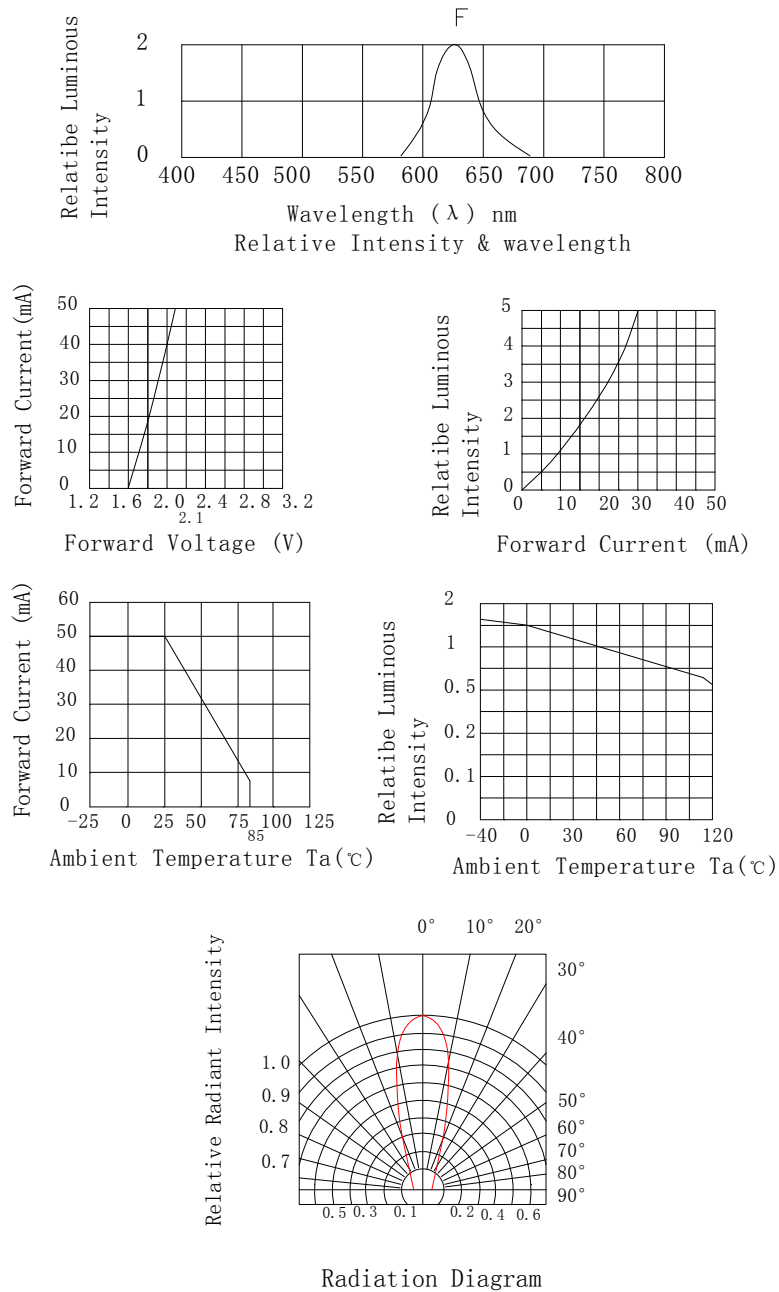 F
Relatibe Luminous
Intensity
2
1
0
400 450 500 550 600 650 700 800
Wavelength (λ) nm
Relative Intensity & wavelength
Forward Current(mA)
50
40
30
20
10
0
1.2 1.6 2.0 2.4 2.8 3.2
2.1
Forward Voltage (V)
Relatibe Luminous
Intensity
5
4
3
2
1
0
0 10 20 30 40 50
Forward Current (mA)
Forward Current (mA)
60
50
40
30
20
10
0
-25 0 25 50 75 100 125
85
Ambient Temperature Ta(℃)
Relatibe Luminous
Intensity
2
1
0.5
0.2
0.1
0
-40 0 30 60 90 120
Ambient Temperature Ta(℃)
Relative Radiant Intensity
0° 10° 20°
30°
40°
50°
60°
70°
80°
90°
1.0
0.9
0.8
0.7
0.5 0.3 0.1 0.2 0.4 0.6
Radiation Diagram